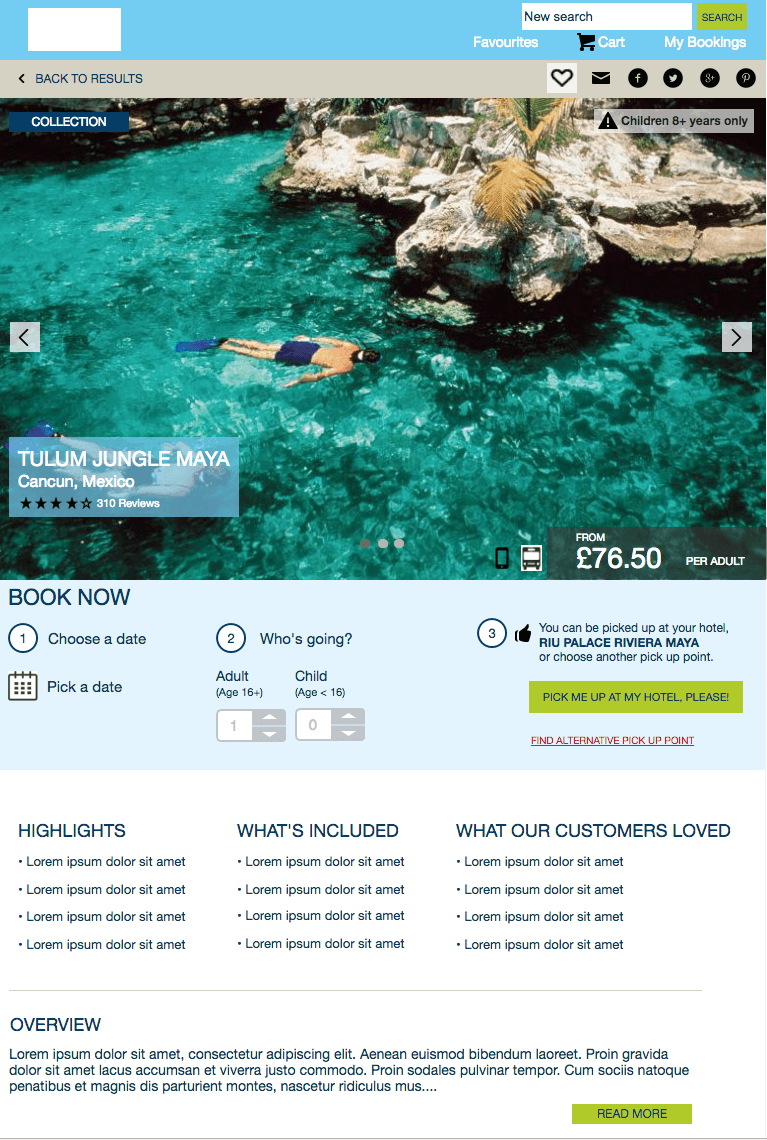 New search
SEARCH
Favourites
Cart
My Bookings
BACK TO RESULTS
COLLECTION
Children 8+ years only
TULUM JUNGLE MAYA
Cancun, Mexico
310 Reviews
FROM
£76.50 PER ADULT
BOOK NOW
1 Choose a date
Pick a date
2 Who's going?
Adult
(Age 16+)
1
Child
(Age < 16)
0
3
You can be picked up at your hotel,
RIU PALACE RIVIERA MAYA
or choose another pick up point.
PICK ME UP AT MY HOTEL, PLEASE!
FIND ALTERNATIVE PICK UP POINT
HIGHLIGHTS
• Lorem ipsum dolor sit amet
• Lorem ipsum dolor sit amet
• Lorem ipsum dolor sit amet
• Lorem ipsum dolor sit amet
WHAT'S INCLUDED
• Lorem ipsum dolor sit amet
• Lorem ipsum dolor sit amet
• Lorem ipsum dolor sit amet
• Lorem ipsum dolor sit amet
WHAT OUR CUSTOMERS LOVED
• Lorem ipsum dolor sit amet
• Lorem ipsum dolor sit amet
• Lorem ipsum dolor sit amet
• Lorem ipsum dolor sit amet
OVERVIEW
Lorem ipsum dolor sit amet, consectetur adipiscing elit. Aenean euismod bibendum laoreet. Proin gravida
dolor sit amet lacus accumsan et viverra justo commodo. Proin sodales pulvinar tempor. Cum sociis natoque
penatibus et magnis dis parturient montes, nascetur ridiculus mus....
READ MORE